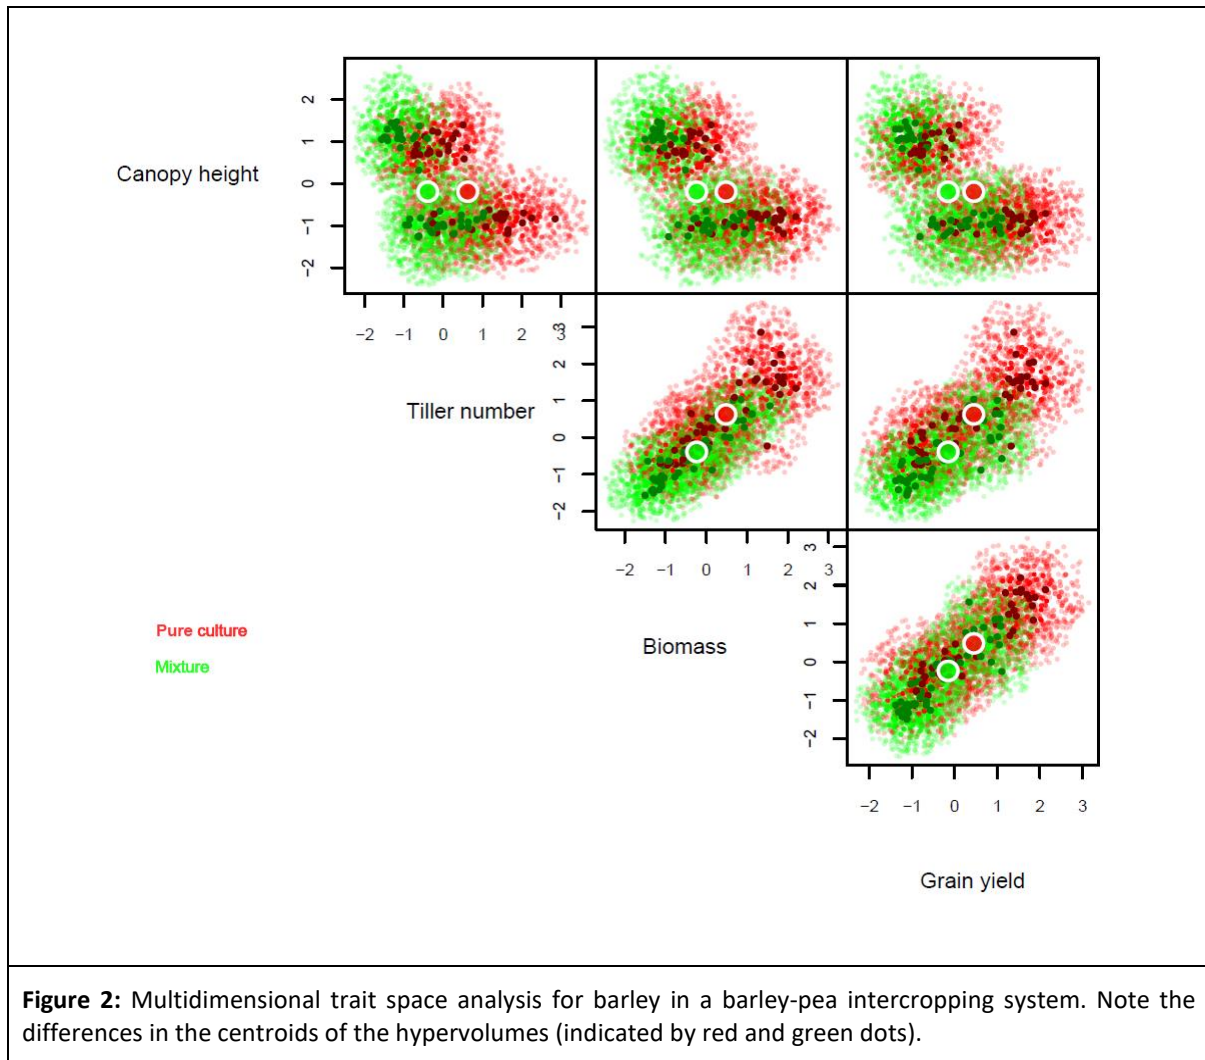 2
1
0
−1
−2
Canopy height
−2 −1 0 1 2 3
3
2
1
0
−1
−2
Tiller number
−2 −1 0 1 2 3
3
2
1
0
−1
−2
Pure culture
Mixture
Biomass
−2 −1 0 1 2 3
Grain yield
Figure 2: Multidimensional trait space analysis for barley in a barley-pea intercropping system. Note the
differences in the centroids of the hypervolumes (indicated by red and green dots).